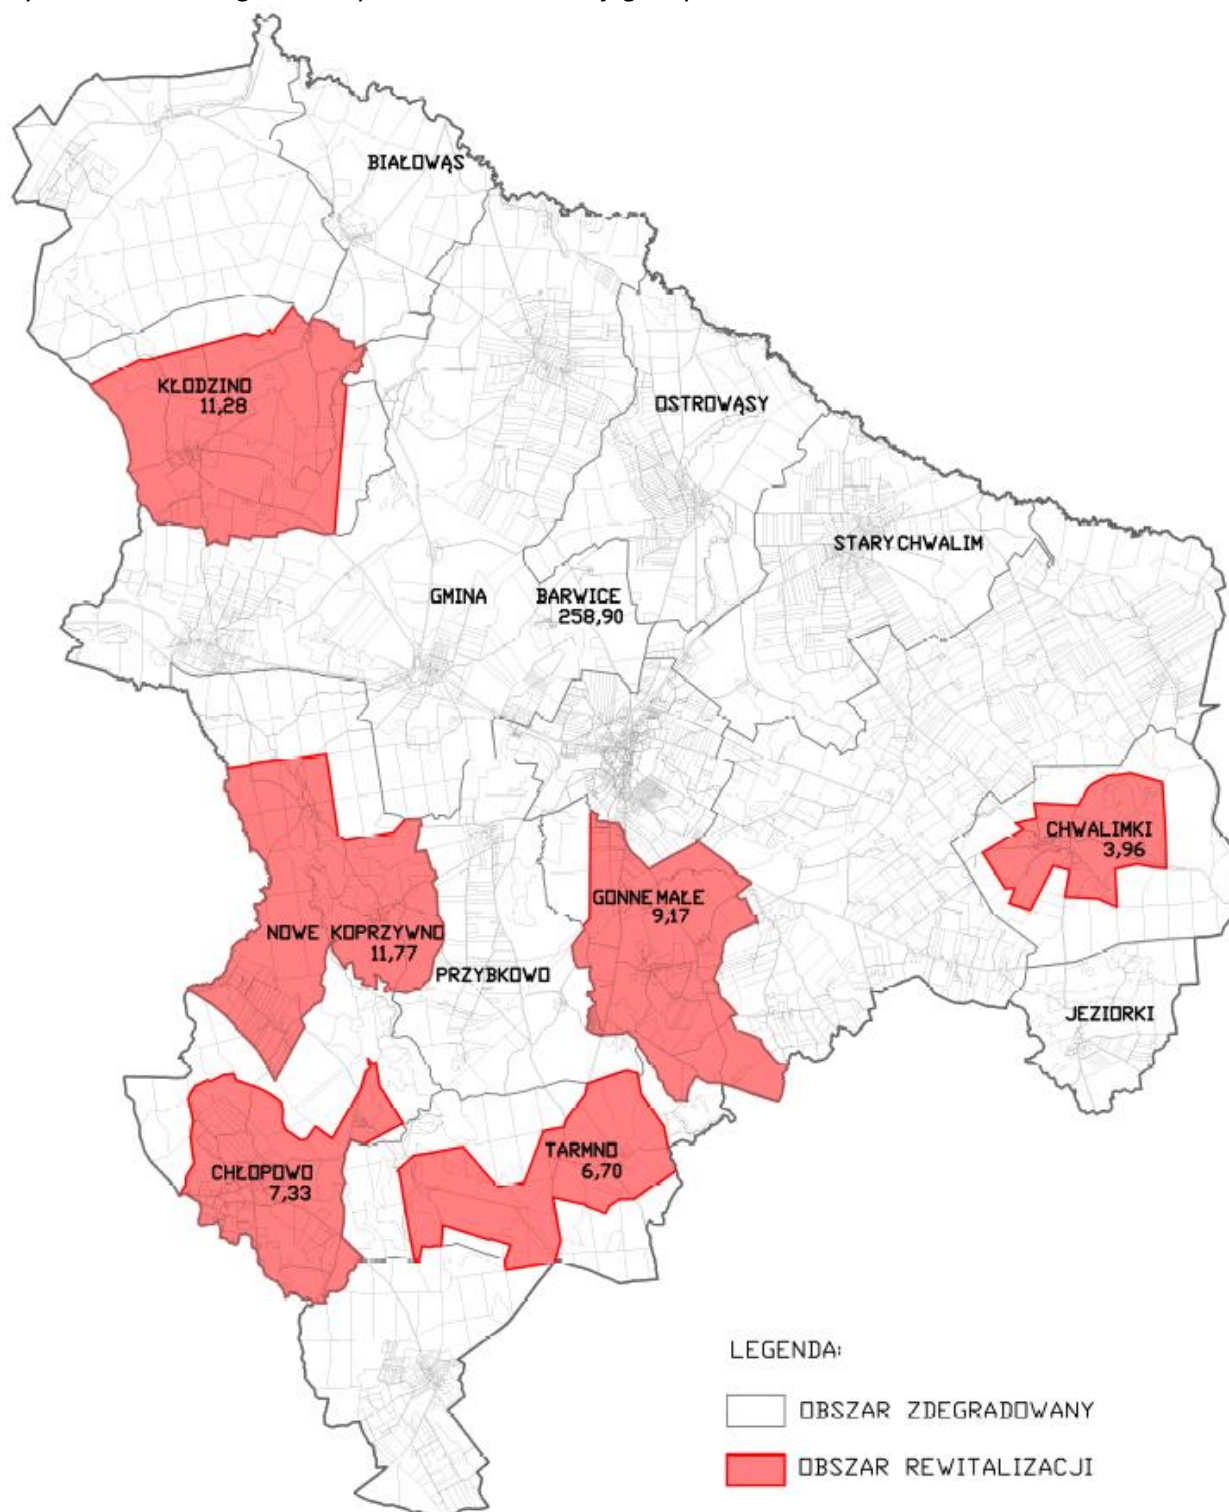 BIAŁOWĄS
KŁODZINO
11,28
OSTROWĄSY
STARY CHWALIM
GMINA BARWICE
258,90
CHWALIMKI
3,96
GONNE MAŁE
9,17
NOWE KOPRZYWNO
11,77
PRZYBKOWO
JEZIORKI
TARMNO
6,70
CHŁOPOWO
7,33
LEGENDA:
OBSZAR ZDEGRADOWANY
OBSZAR REWITALIZACJI